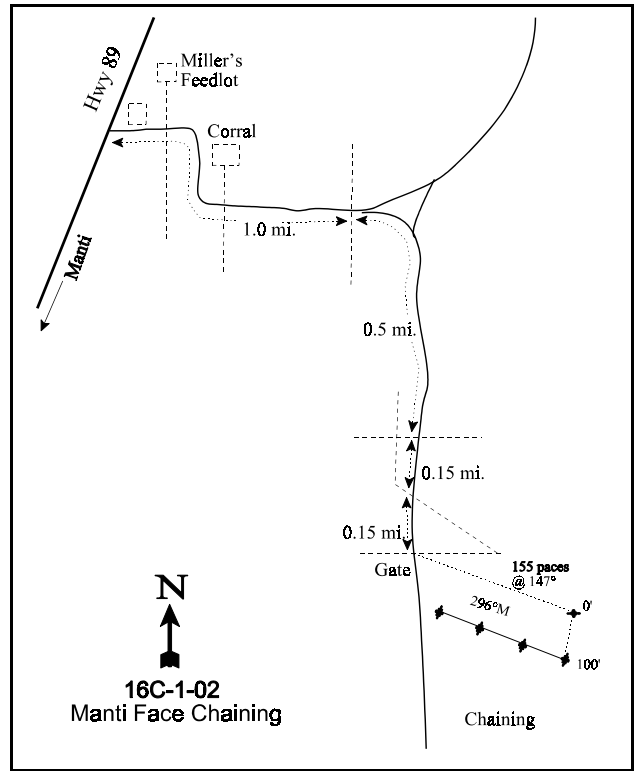 Hwy 89
Miller's
Feedlot
Corral
1.0 mi.
Manti
0.5 mi.
0.15 mi.
0.15 mi.
Gate
155 paces
@ 147°
296°M
0'
100'
N
16C-1-02
Manti Face Chaining
Chaining